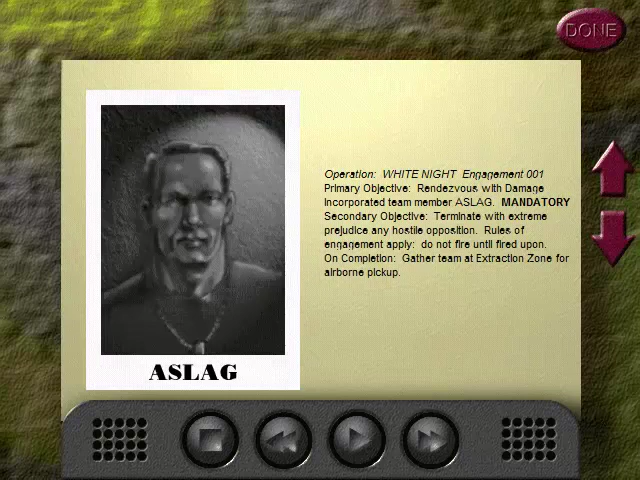 DONE
Operation: WHITE NIGHT Engagement 001
Primary Objective: Rendezvous with Damage
Incorporated team member ASLAG. MANDATORY
Secondary Objective: Terminate with extreme
prejudice any hostile opposition. Rules of
engagement apply: do not fire until fired upon.
On Completion: Gather team at Extraction Zone for
airborne pickup.
ASLAG